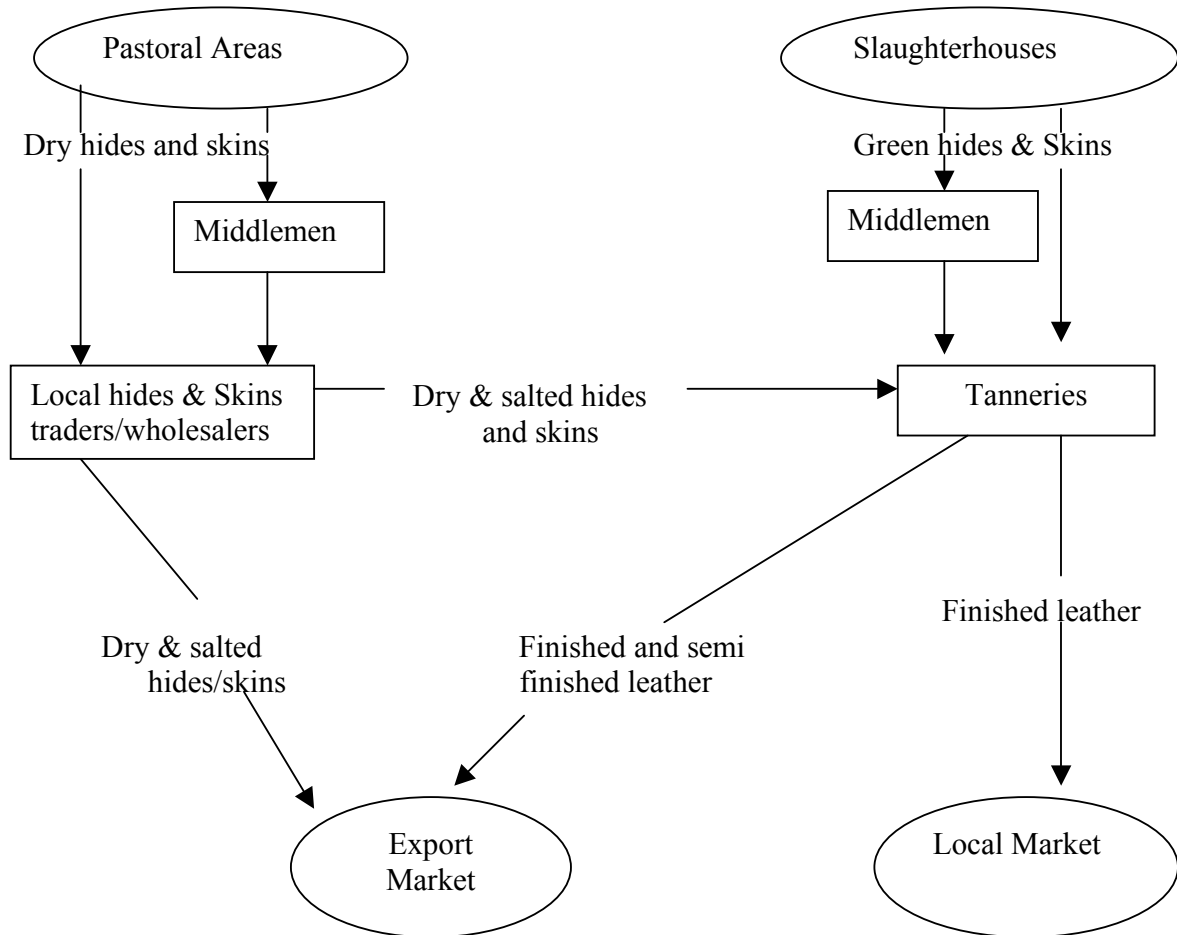 Pastoral Areas
Slaughterhouses
Dry hides and skins
Green hides & Skins
Middlemen
Middlemen
Local hides & Skins
traders/wholesalers
Dry & salted hides
and skins
Tanneries
Finished leather
Dry & salted
hides/skins
Finished and semi
finished leather
Export
Market
Local Market